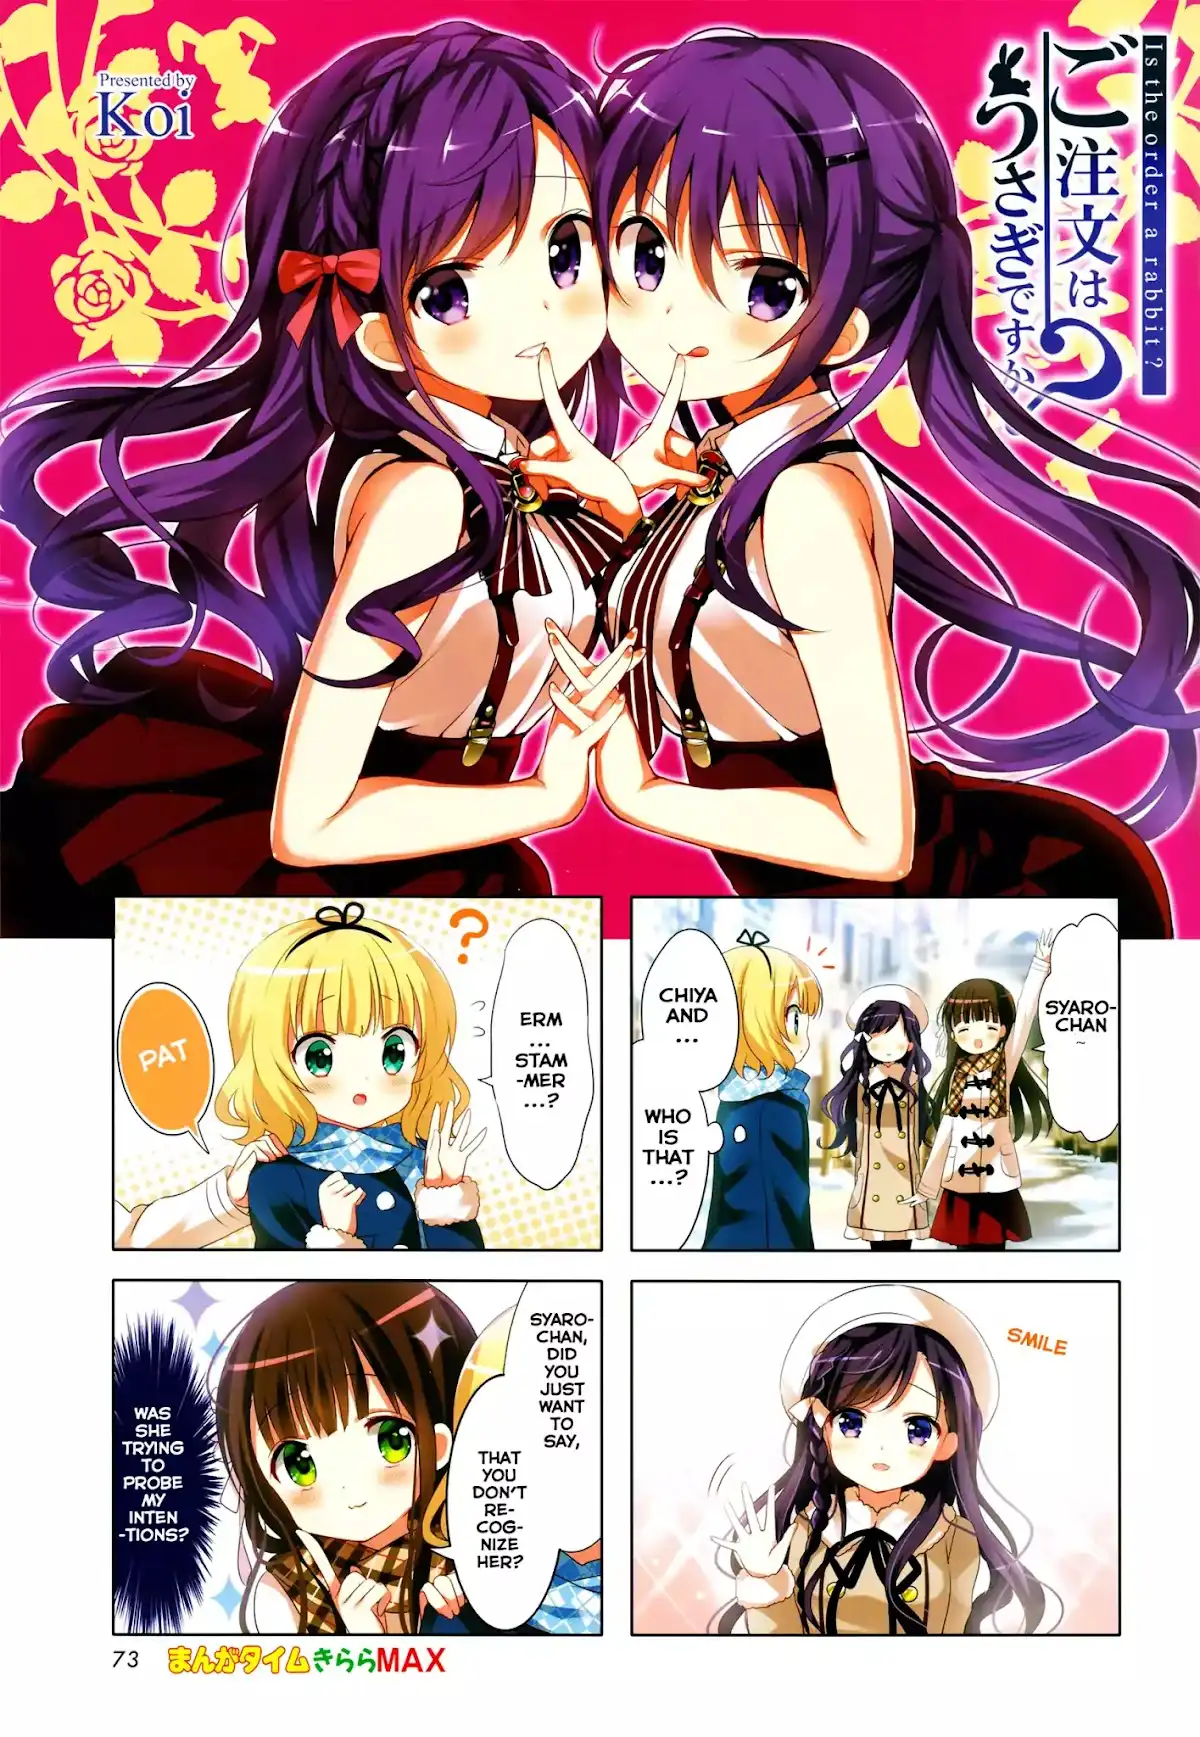 Presented by
Koi
Is the order a rabbit?
ご注文は
うさぎですか?
SYARO-
CHAN
~
CHIYA
AND
...
WHO
IS
THAT
...?
SMILE
?
ERM
...
STAM
-MER
...?
PAT
SYARO-
CHAN,
DID
YOU
JUST
WANT
TO
SAY,
THAT
YOU
DON'T
RE-
COG-
NIZE
HER?
WAS
SHE
TRYING
TO
PROBE
MY
INTEN
-TIONS?
73
まんがタイムきららMAX